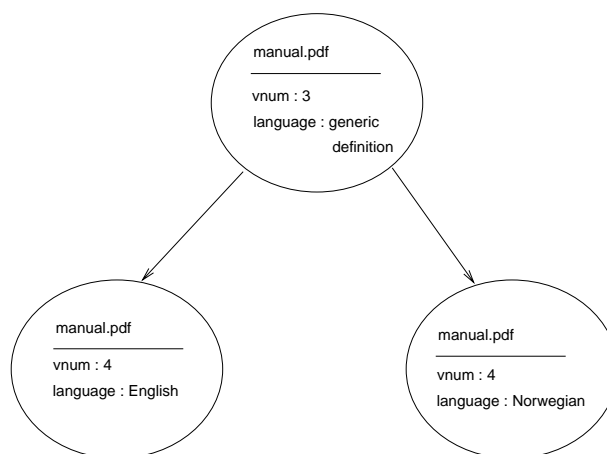 manual.pdf
vnum : 3
language : generic
definition
manual.pdf
vnum : 4
language : English
manual.pdf
vnum : 4
language : Norwegian